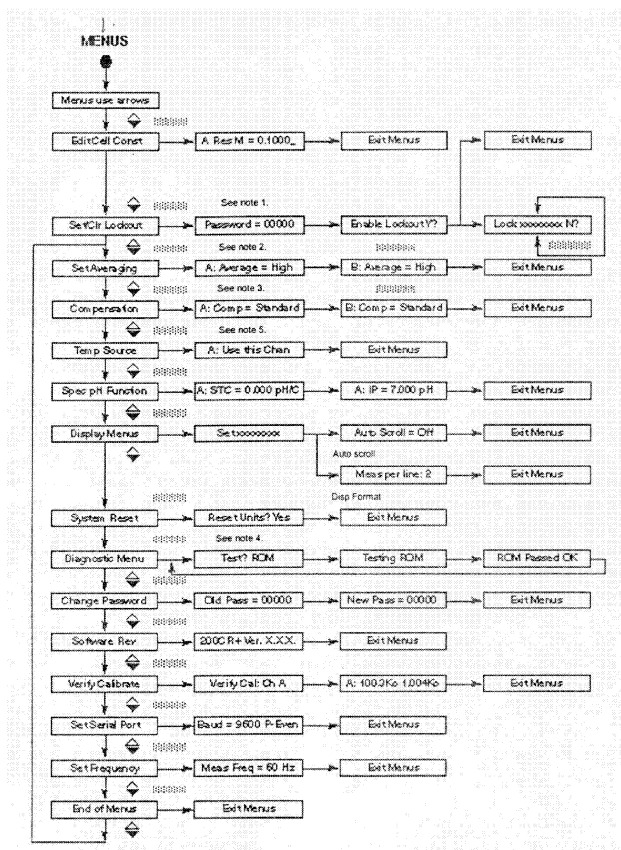 MENUS
Menus use arrows
Edit Cell Const A Res M = 0.1000_ Exit Menus Exit Menus
See note 1.
Set/Clr Lockout Password = 00000 Enable Lockout Y? Lock xxxxxxxx N?
See note 2.
Set Averaging A: Average = High B: Average = High Exit Menus
See note 3.
Compensation A: Comp = Standard B: Comp = Standard Exit Menus
See note 5.
Temp Source A: Use this Chan Exit Menus
Spec pH Function A: STC = 0.000 pH/C A: IP = 7.000 pH Exit Menus
Display Menus Set xxxxxxxx Auto Scroll = Off Exit Menus
Auto scroll
Meas per line: 2 Exit Menus
Disp Format
System Reset Reset Units? Yes Exit Menus
See note 4.
Diagnostic Menu Test? ROM Testing ROM ROM Passed OK
Change Password Old Pass = 00000 New Pass = 00000 Exit Menus
Software Rev 200CR+ Ver. X.X.X. Exit Menus
Verify Calibrate Verify Cal: Ch A A: 100.3Ko 1.004Ko Exit Menus
Set Serial Port Baud = 9600 P-Even Exit Menus
Set Frequency Meas Freq = 60 Hz Exit Menus
End of Menus Exit Menus